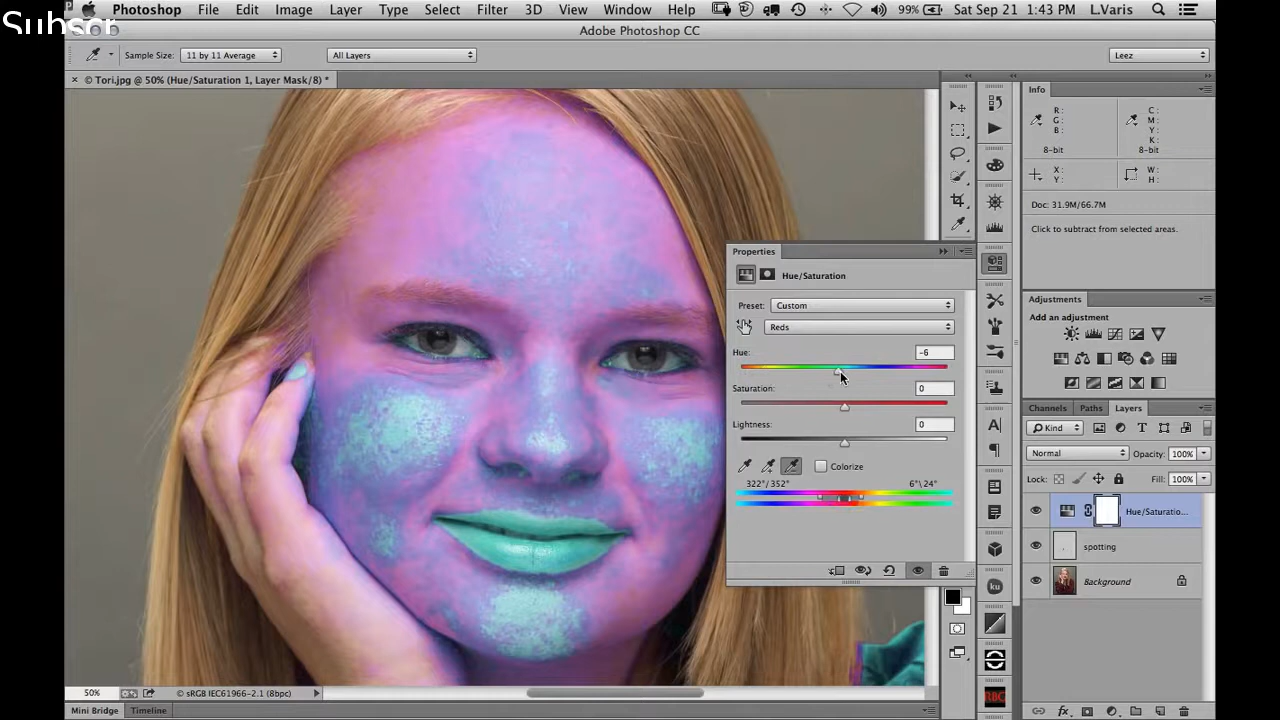 Subscr
Photoshop File Edit Image Layer Type Select Filter 3D View Window Help 99% Sat Sep 21 1:43 PM L.Varis
Adobe Photoshop CC
Sample Size: 11 by 11 Average All Layers Leez
× © Tori.jpg @ 50% (Hue/Saturation 1, Layer Mask/8) *
Info
R: C:
G: M:
B: Y:
K:
8-bit 8-bit
X: W:
Y: H:
Doc: 31.9M/66.7M
Click to subtract from selected areas.
Properties
Hue/Saturation
Preset: Custom
Reds
Hue: -6
Saturation: 0
Lightness: 0
Colorize
322°/352° 6°\24°
Adjustments
Add an adjustment
Channels Paths Layers
Kind
Normal Opacity: 100%
Lock: Fill: 100%
Hue/Saturatio...
spotting
Background
A
ku
RBG
50% © sRGB IEC61966-2.1 (8bpc)
Mini Bridge Timeline
fx